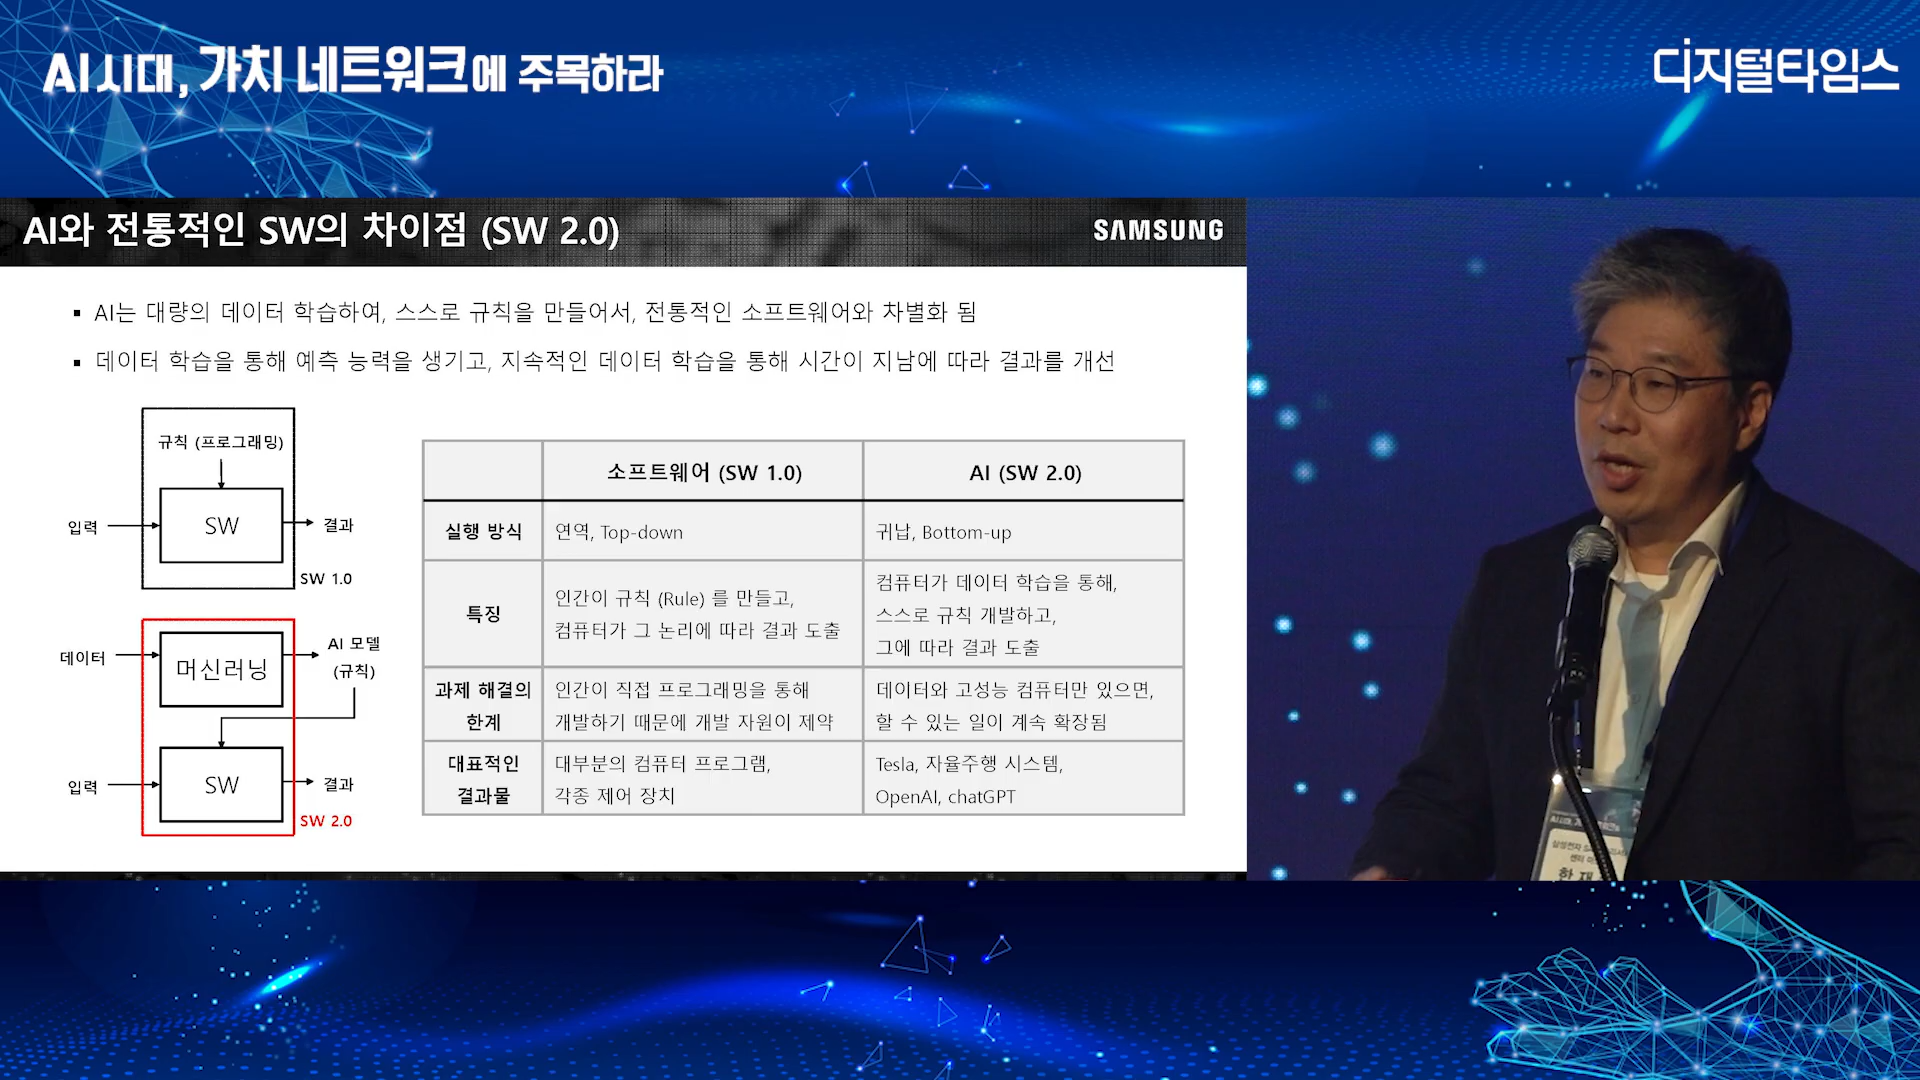 AI시대, 가치 네트워크에 주목하라
디지털타임스
AI와 전통적인 SW의 차이점 (SW 2.0)
SAMSUNG
▪ AI는 대량의 데이터 학습하여, 스스로 규칙을 만들어서, 전통적인 소프트웨어와 차별화 됨
▪ 데이터 학습을 통해 예측 능력을 생기고, 지속적인 데이터 학습을 통해 시간이 지남에 따라 결과를 개선
규칙 (프로그래밍)
입력
SW
결과
SW 1.0
데이터
머신러닝
AI 모델
(규칙)
입력
SW
결과
SW 2.0
소프트웨어 (SW 1.0)
AI (SW 2.0)
실행 방식
연역, Top-down
귀납, Bottom-up
특징
인간이 규칙 (Rule) 를 만들고,
컴퓨터가 그 논리에 따라 결과 도출
컴퓨터가 데이터 학습을 통해,
스스로 규칙 개발하고,
그에 따라 결과 도출
과제 해결의
한계
인간이 직접 프로그래밍을 통해
개발하기 때문에 개발 자원이 제약
데이터와 고성능 컴퓨터만 있으면,
할 수 있는 일이 계속 확장됨
대표적인
결과물
대부분의 컴퓨터 프로그램,
각종 제어 장치
Tesla, 자율주행 시스템,
OpenAI, chatGPT
삼성전자